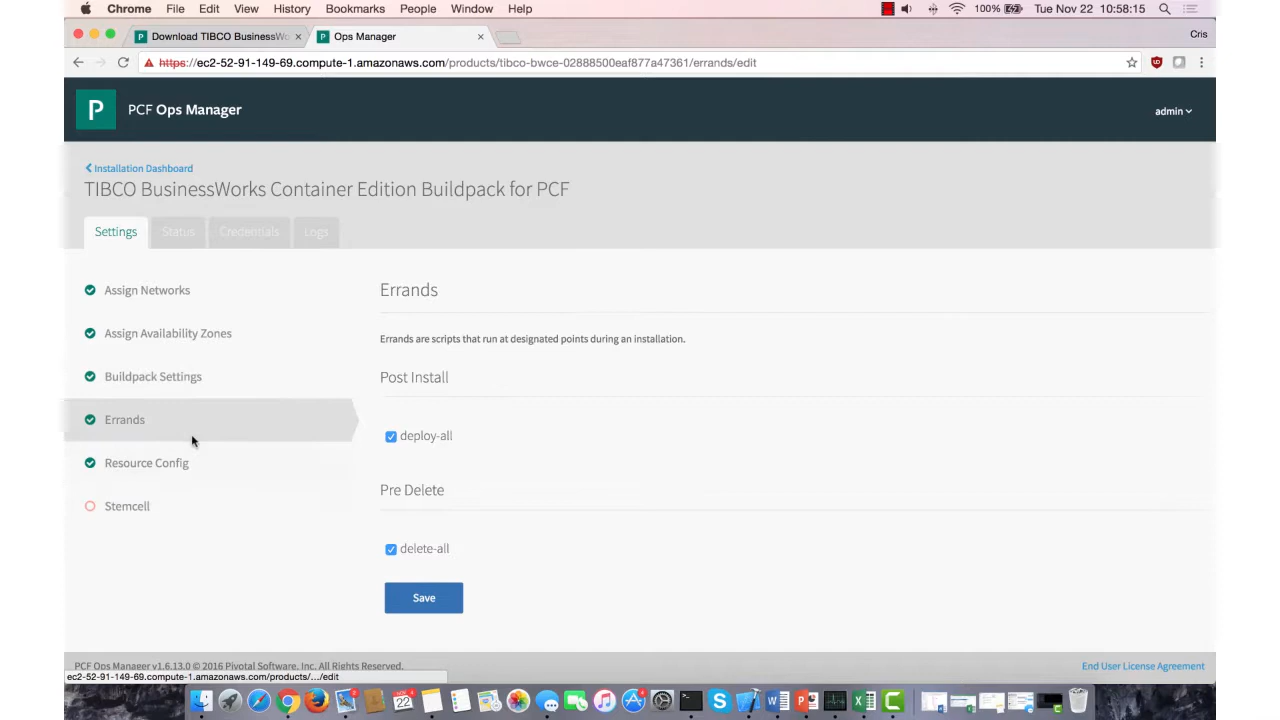 Chrome File Edit View History Bookmarks People Window Help 100% Tue Nov 22 10:58:15
Download TIBCO BusinessWo Ops Manager Cris
https://ec2-52-91-149-69.compute-1.amazonaws.com/products/tibco-bwce-02888500eaf877a47361/errands/edit
P PCF Ops Manager admin
Installation Dashboard
TIBCO BusinessWorks Container Edition Buildpack for PCF
Settings Status Credentials Logs
Assign Networks
Assign Availability Zones
Buildpack Settings
Errands
Resource Config
Stemcell
Errands
Errands are scripts that run at designated points during an installation.
Post Install
deploy-all
Pre Delete
delete-all
Save
PCF Ops Manager v1.6.13.0 © 2016 Pivotal Software, Inc. All Rights Reserved. End User License Agreement
ec2-52-91-149-69.compute-1.amazonaws.com/products/.../edit